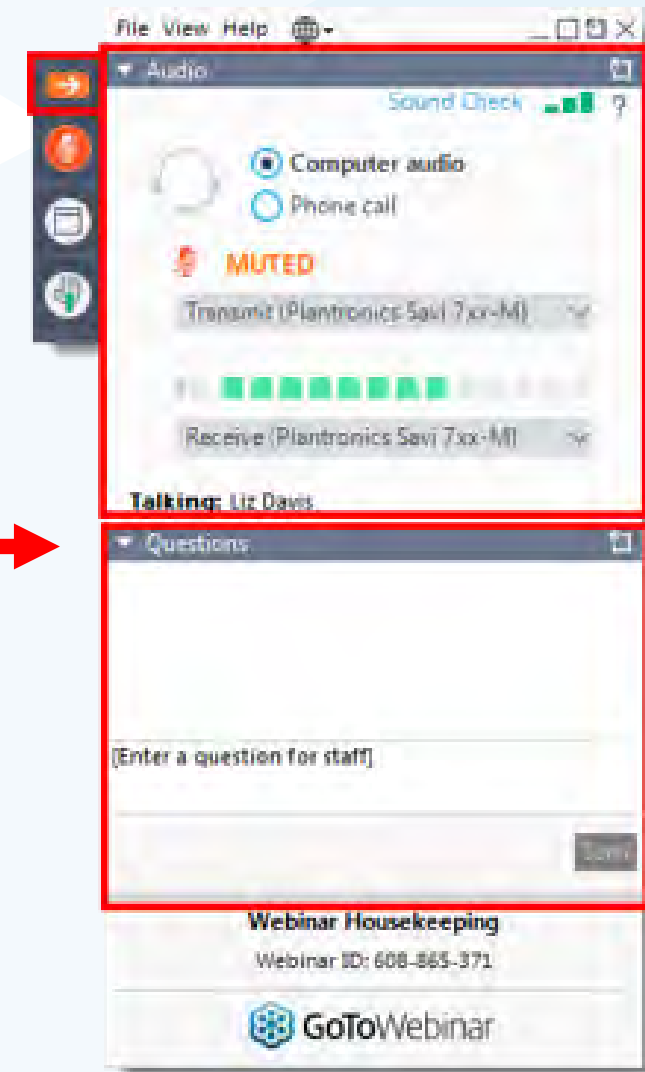 File View Help
Audio
Sound Check ?
Computer audio
Phone call
MUTED
Transmit (Plantronics Savi 7xx-M)
Receive (Plantronics Savi 7xx-M)
Talking: Liz Davis
Questions
[Enter a question for staff]
Send
Webinar Housekeeping
Webinar ID: 608-865-371
GoToWebinar